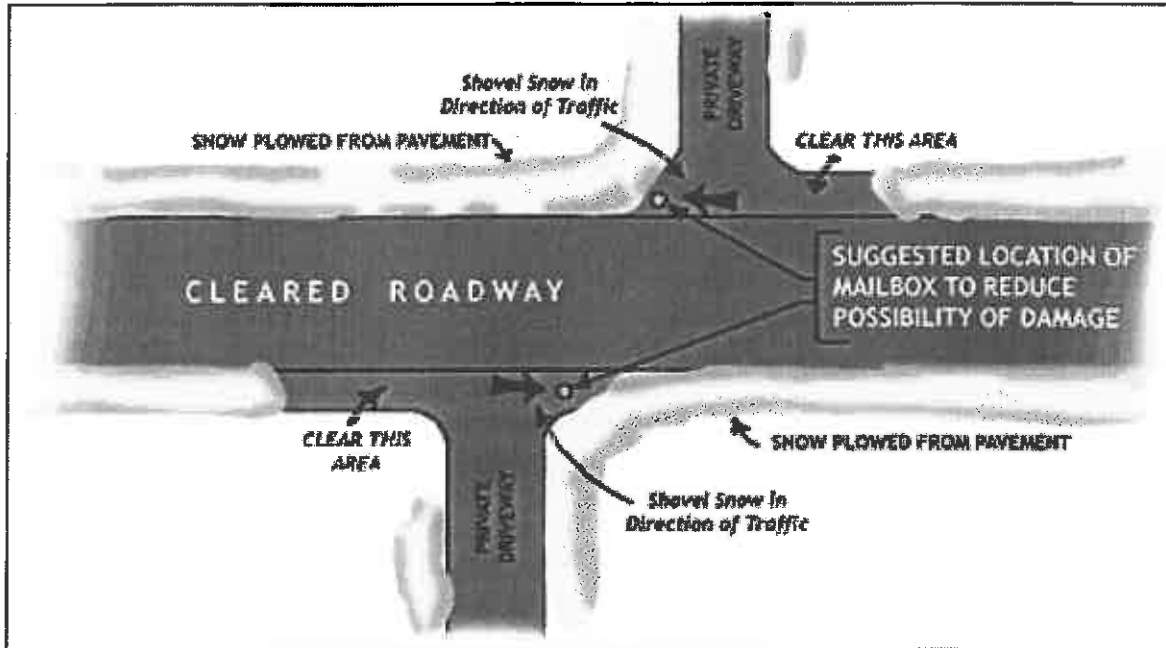 PRIVATE
DRIVEWAY
Shovel Snow in
Direction of Traffic
SNOW PLOWED FROM PAVEMENT
CLEAR THIS AREA
CLEARED ROADWAY
SUGGESTED LOCATION OF
MAILBOX TO REDUCE
POSSIBILITY OF DAMAGE
CLEAR THIS
AREA
SNOW PLOWED FROM PAVEMENT
PRIVATE
DRIVEWAY
Shovel Snow in
Direction of Traffic